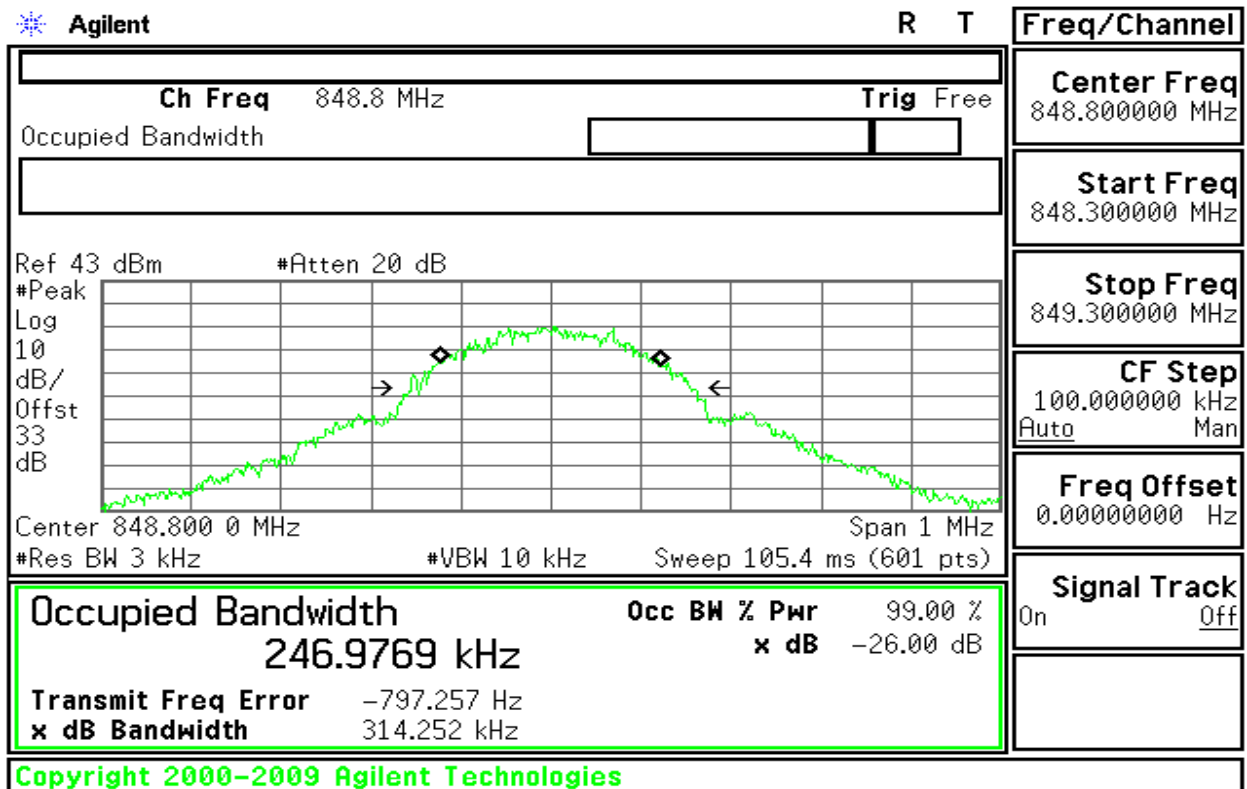 Agilent
R T
Freq/Channel
Ch Freq 848.8 MHz
Trig Free
Occupied Bandwidth
Center Freq
848.800000 MHz
Start Freq
848.300000 MHz
Stop Freq
849.300000 MHz
CF Step
100.000000 kHz
Auto Man
Freq Offset
0.00000000 Hz
Signal Track
On Off
Ref 43 dBm #Atten 20 dB
#Peak
Log
10
dB/
Offst
33
dB
Center 848.800 0 MHz Span 1 MHz
#Res BW 3 kHz #VBW 10 kHz Sweep 105.4 ms (601 pts)
Occupied Bandwidth
246.9769 kHz
Occ BW % Pwr 99.00 %
x dB -26.00 dB
Transmit Freq Error -797.257 Hz
x dB Bandwidth 314.252 kHz
Copyright 2000-2009 Agilent Technologies